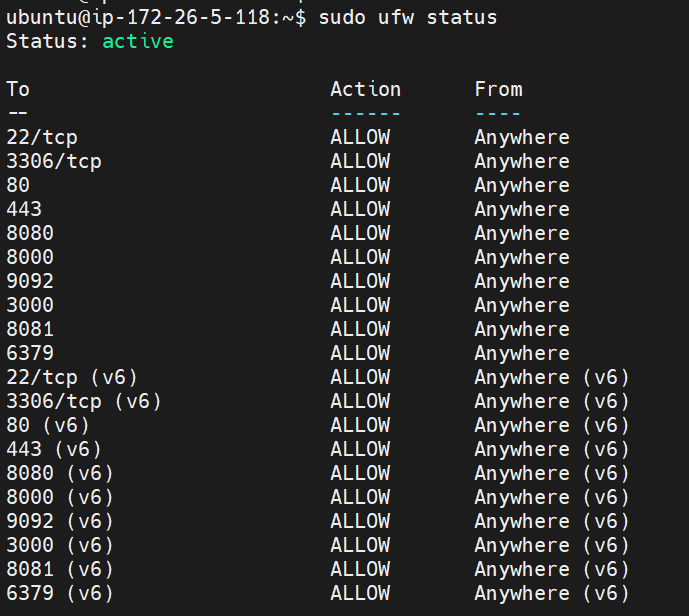 ubuntu@ip-172-26-5-118:~$ sudo ufw status
Status: active
To Action From
-- ------ ----
22/tcp ALLOW Anywhere
3306/tcp ALLOW Anywhere
80 ALLOW Anywhere
443 ALLOW Anywhere
8080 ALLOW Anywhere
8000 ALLOW Anywhere
9092 ALLOW Anywhere
3000 ALLOW Anywhere
8081 ALLOW Anywhere
6379 ALLOW Anywhere
22/tcp (v6) ALLOW Anywhere (v6)
3306/tcp (v6) ALLOW Anywhere (v6)
80 (v6) ALLOW Anywhere (v6)
443 (v6) ALLOW Anywhere (v6)
8080 (v6) ALLOW Anywhere (v6)
8000 (v6) ALLOW Anywhere (v6)
9092 (v6) ALLOW Anywhere (v6)
3000 (v6) ALLOW Anywhere (v6)
8081 (v6) ALLOW Anywhere (v6)
6379 (v6) ALLOW Anywhere (v6)